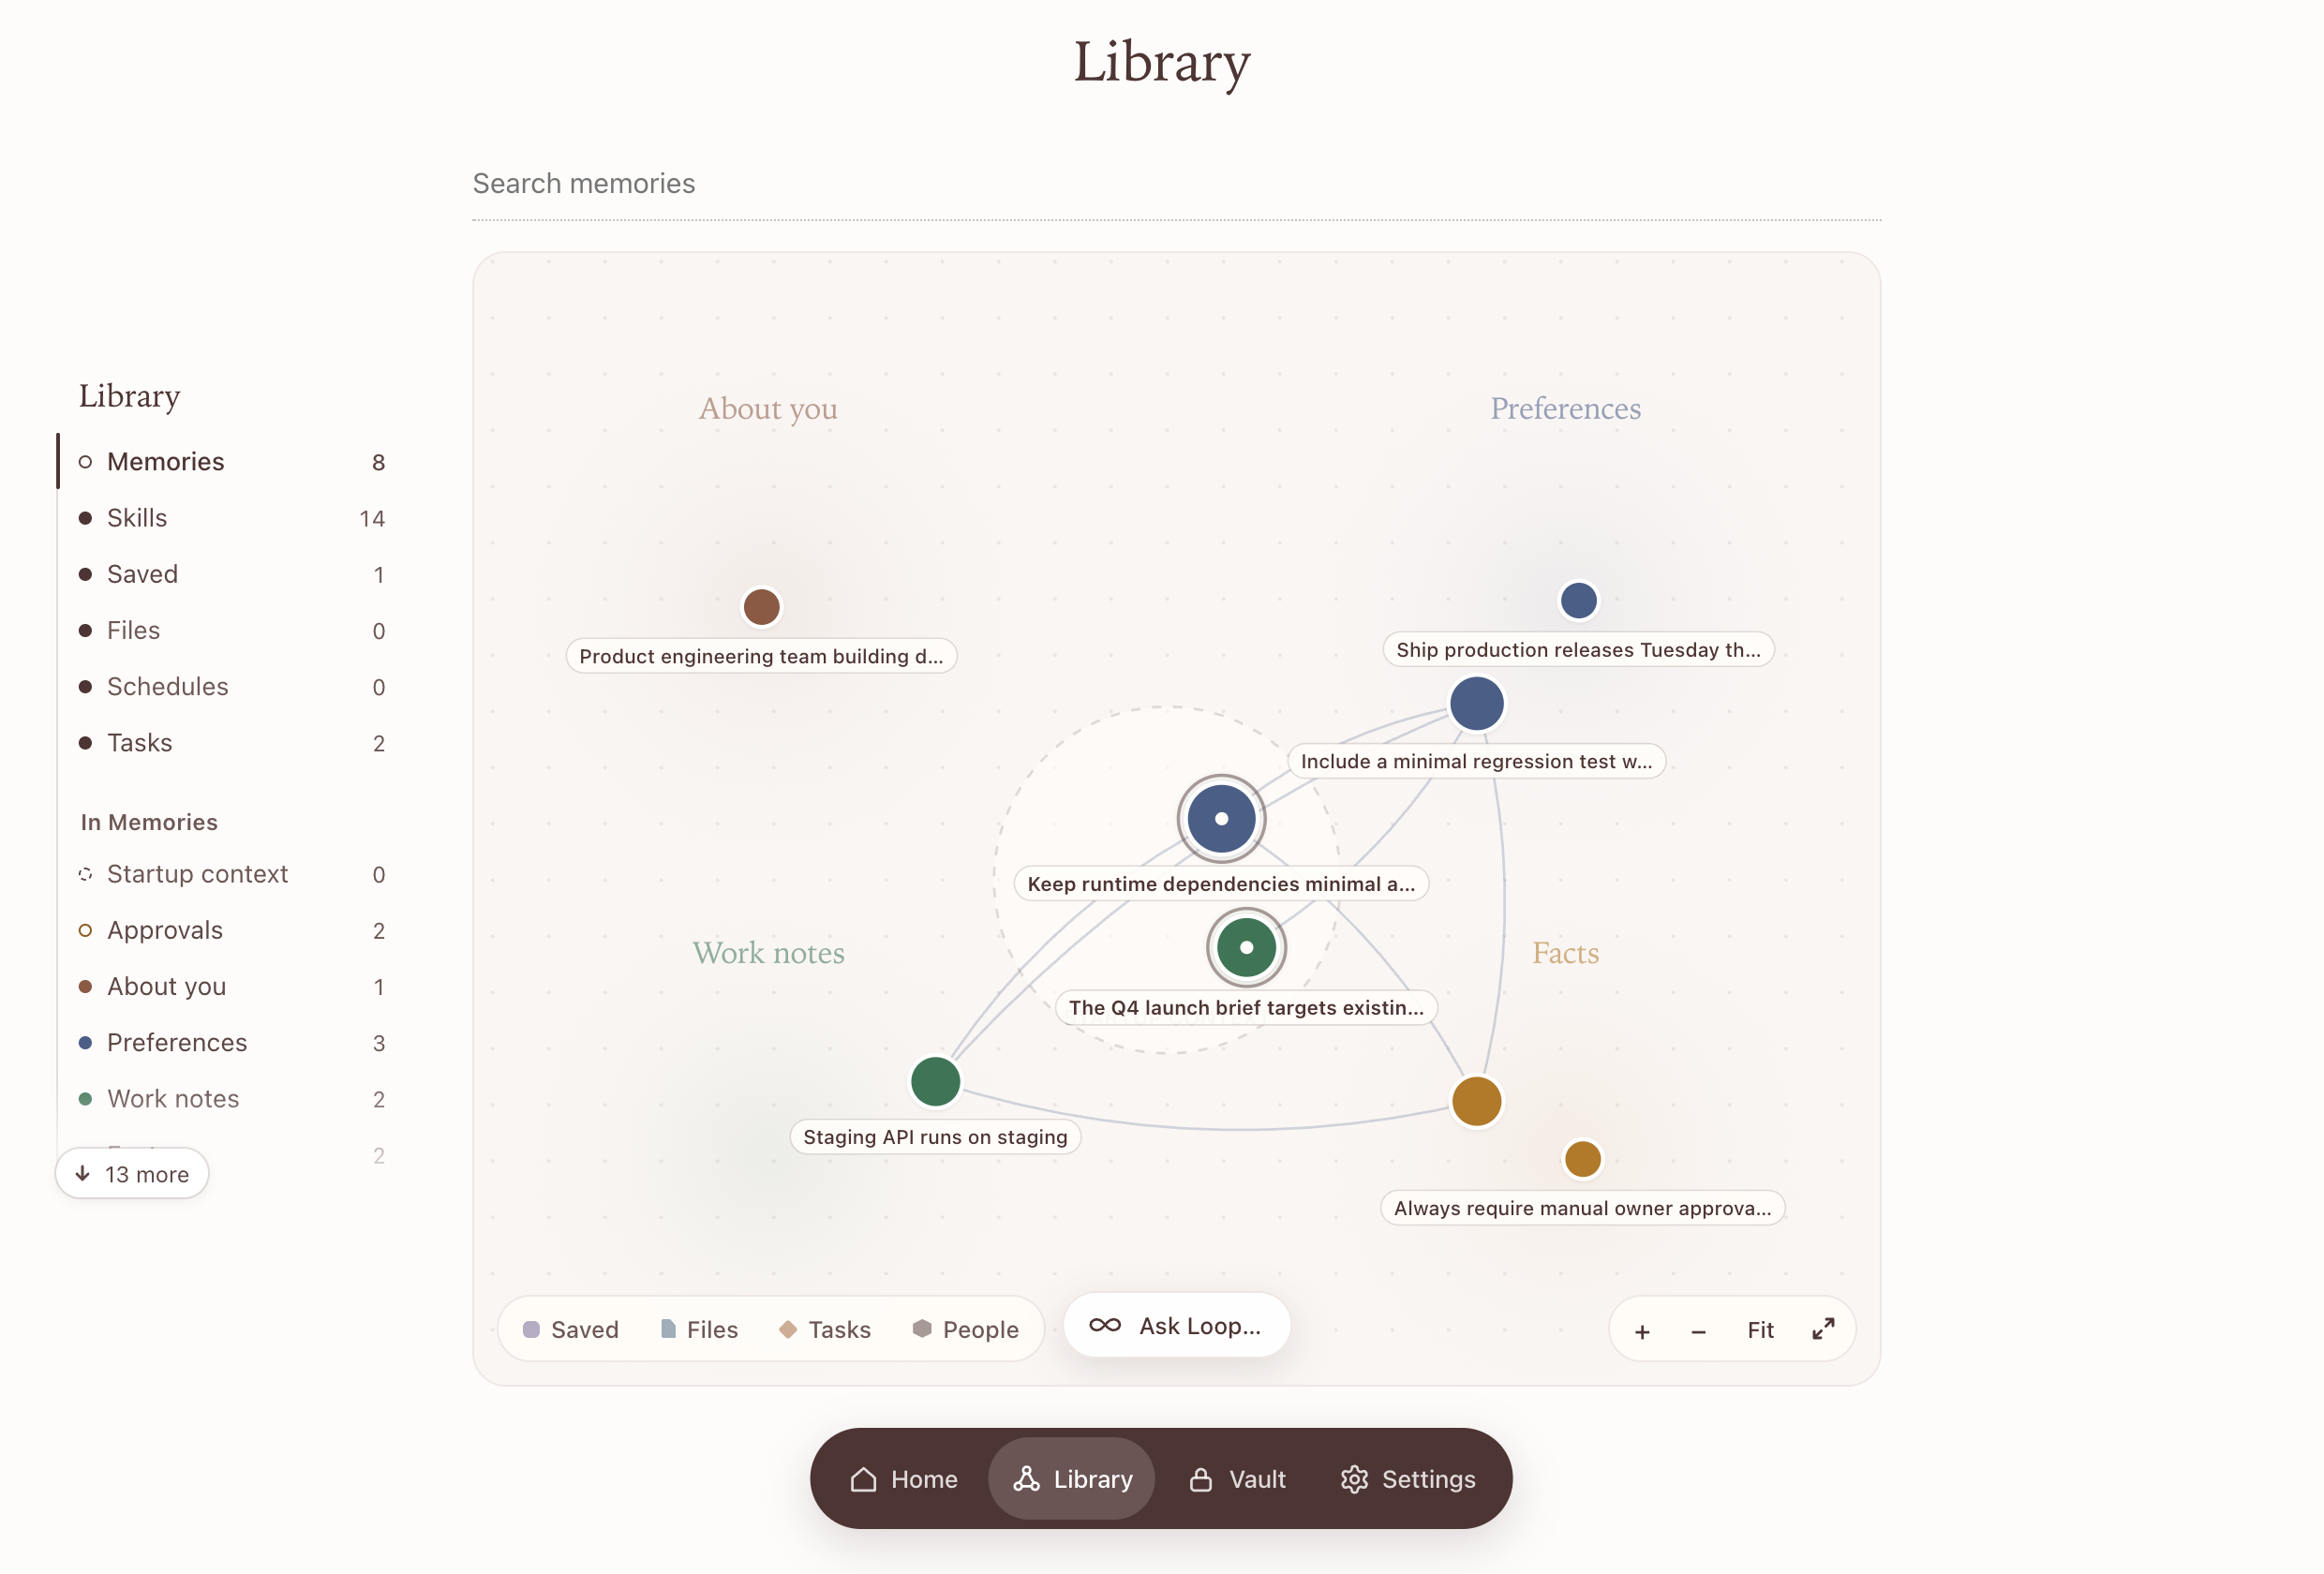 Library
Search memories
Library
Memories 8
Skills 14
Saved 1
Files 0
Schedules 0
Tasks 2
In Memories
Startup context 0
Approvals 2
About you 1
Preferences 3
Work notes 2
2
13 more
About you
Preferences
Product engineering team building d...
Ship production releases Tuesday th...
Include a minimal regression test w...
Keep runtime dependencies minimal a...
Work notes
Facts
The Q4 launch brief targets existin...
Staging API runs on staging
Always require manual owner approva...
Saved Files Tasks People
Ask Loop...
+ − Fit
Home Library Vault Settings